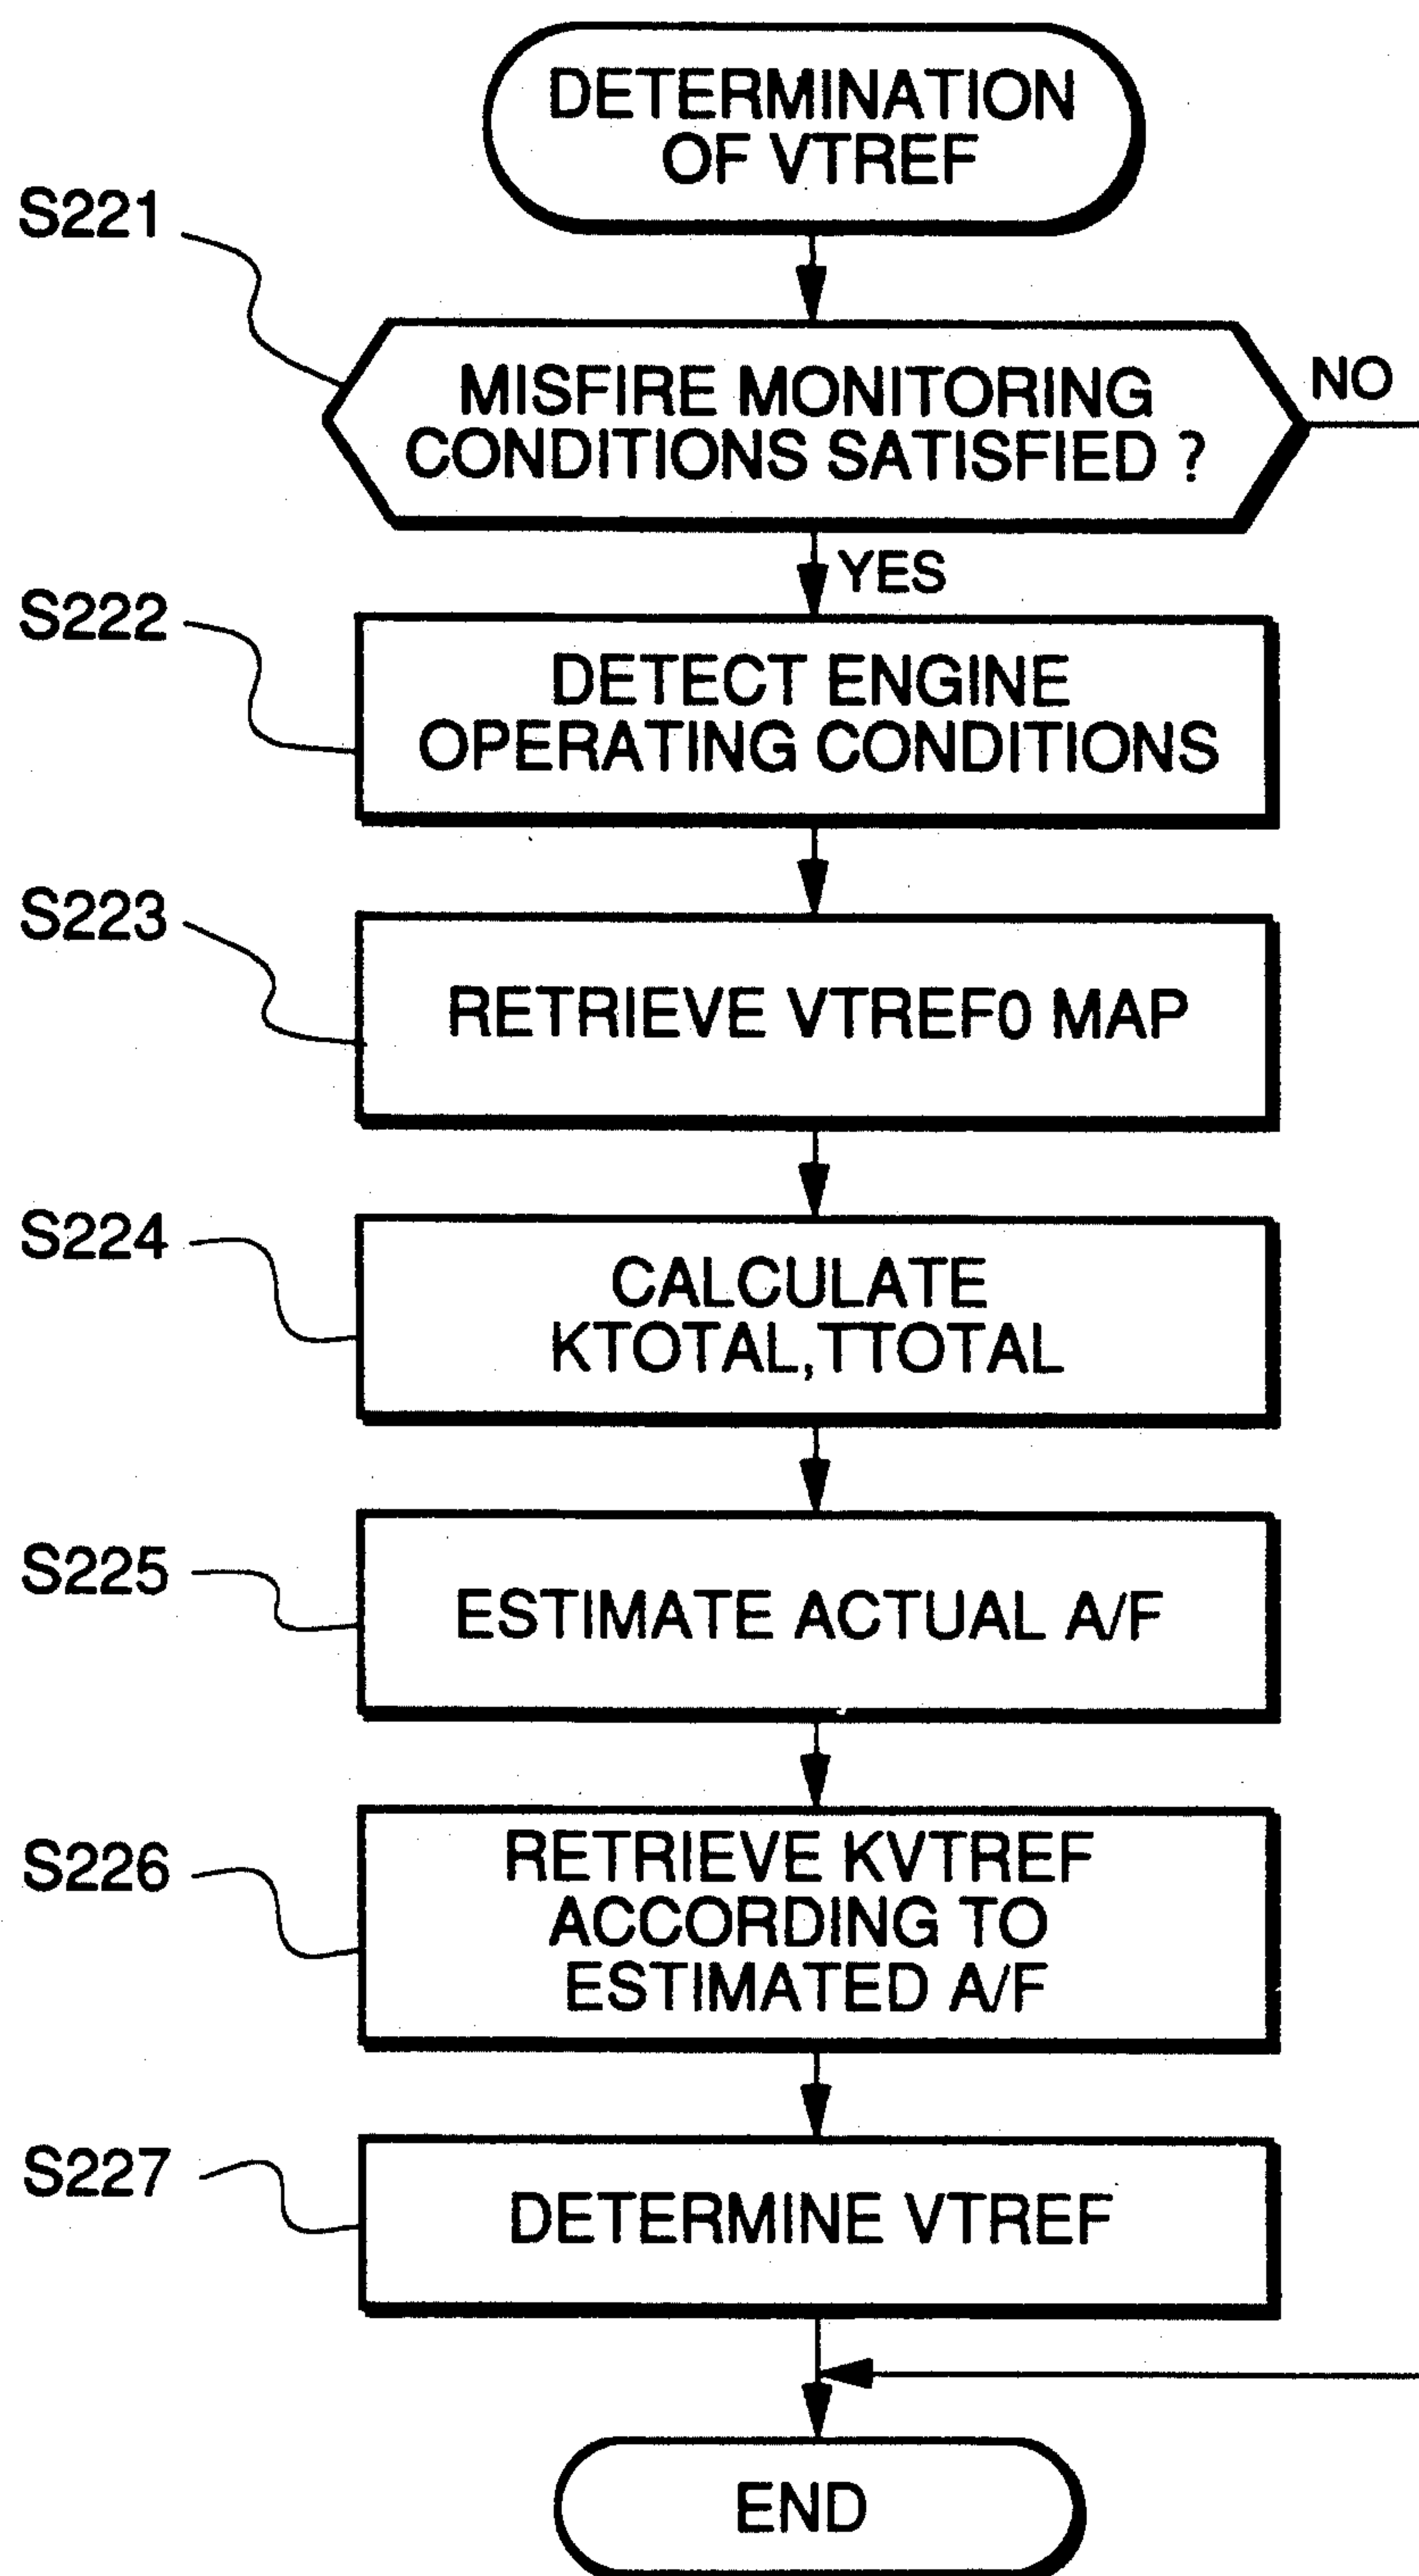 DETERMINATION
OF VTREF
S221
MISFIRE MONITORING
CONDITIONS SATISFIED ?
NO
YES
S222
DETECT ENGINE
OPERATING CONDITIONS
S223
RETRIEVE VTREF0 MAP
S224
CALCULATE
KTOTAL,TTOTAL
S225
ESTIMATE ACTUAL A/F
S226
RETRIEVE KVTREF
ACCORDING TO
ESTIMATED A/F
S227
DETERMINE VTREF
END